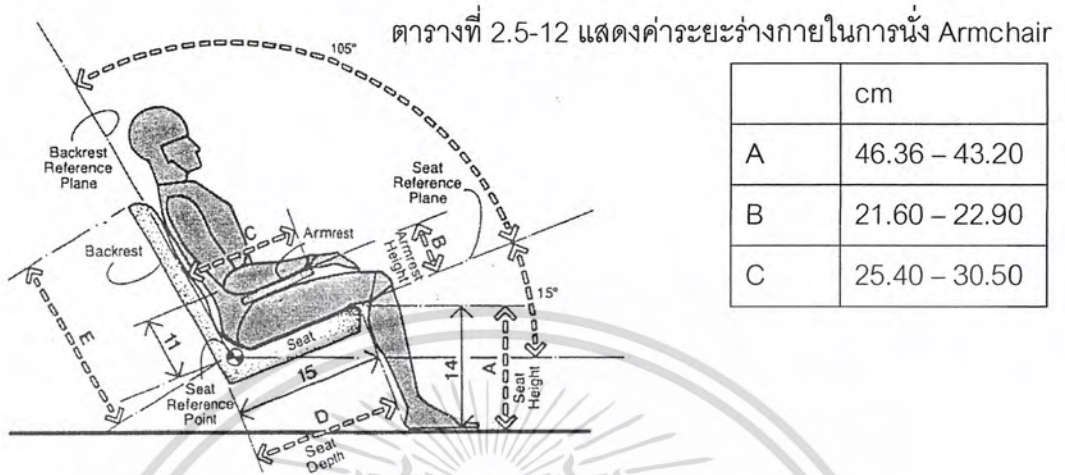 ตารางที่ 2.5-12 แสดงค่าระยะร่างกายในการนั่ง Armchair
cm
A 46.36 – 43.20
B 21.60 – 22.90
C 25.40 – 30.50
105°
Backrest
Reference
Plane
Seat
Reference
Plane
Backrest
C
Armrest
B
Armrest
Height
15°
E
11
Seat
15
14
A
Seat
Height
Seat
Reference
Point
D
Seat
Depth